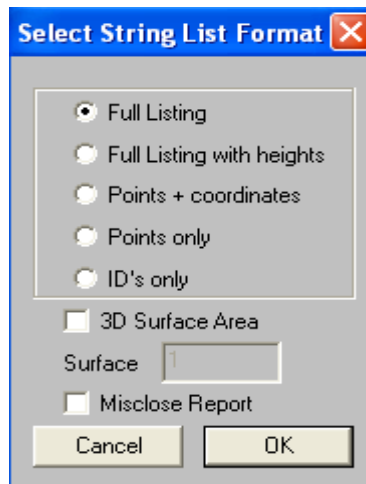 Select String List Format
Full Listing
Full Listing with heights
Points + coordinates
Points only
ID's only
3D Surface Area
Surface 1
Misclose Report
Cancel OK